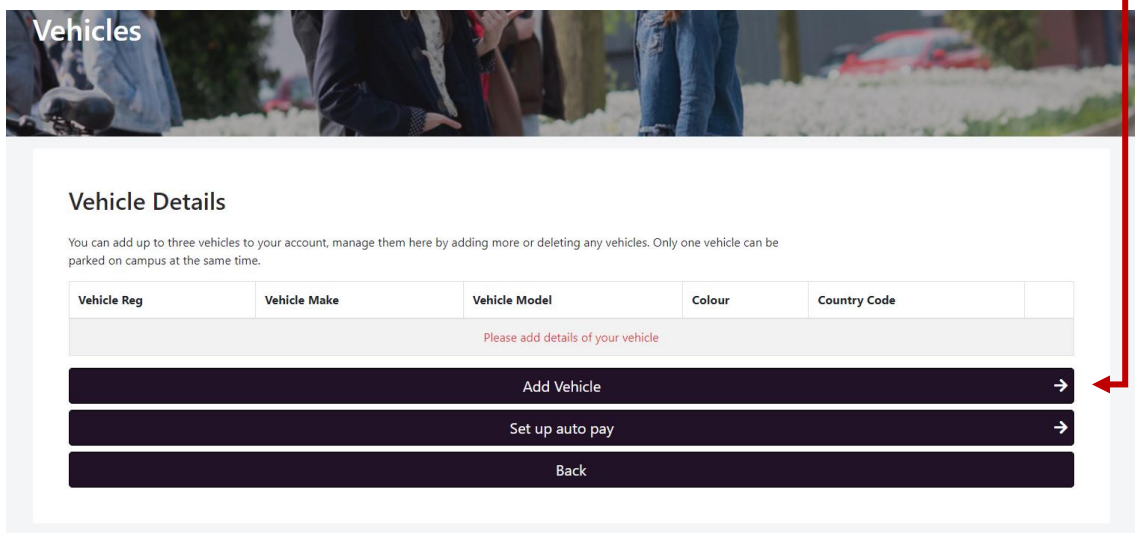 Vehicles
Vehicle Details
You can add up to three vehicles to your account, manage them here by adding more or deleting any vehicles. Only one vehicle can be
parked on campus at the same time.
Vehicle Reg Vehicle Make Vehicle Model Colour Country Code
Please add details of your vehicle
Add Vehicle
Set up auto pay
Back